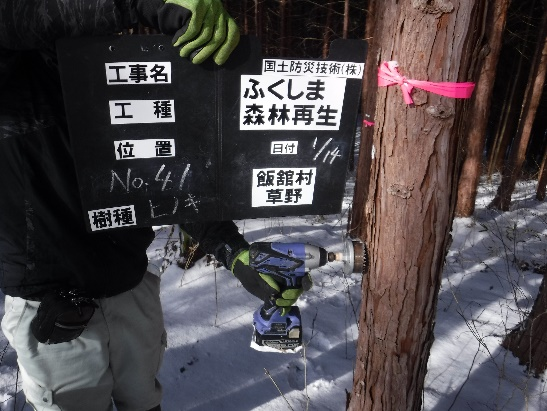 国土防災技術(株)
工事名
ふくしま
森林再生
工種
位置
日付 1/14
No.41
飯舘村
草野
樹種 ヒノキ